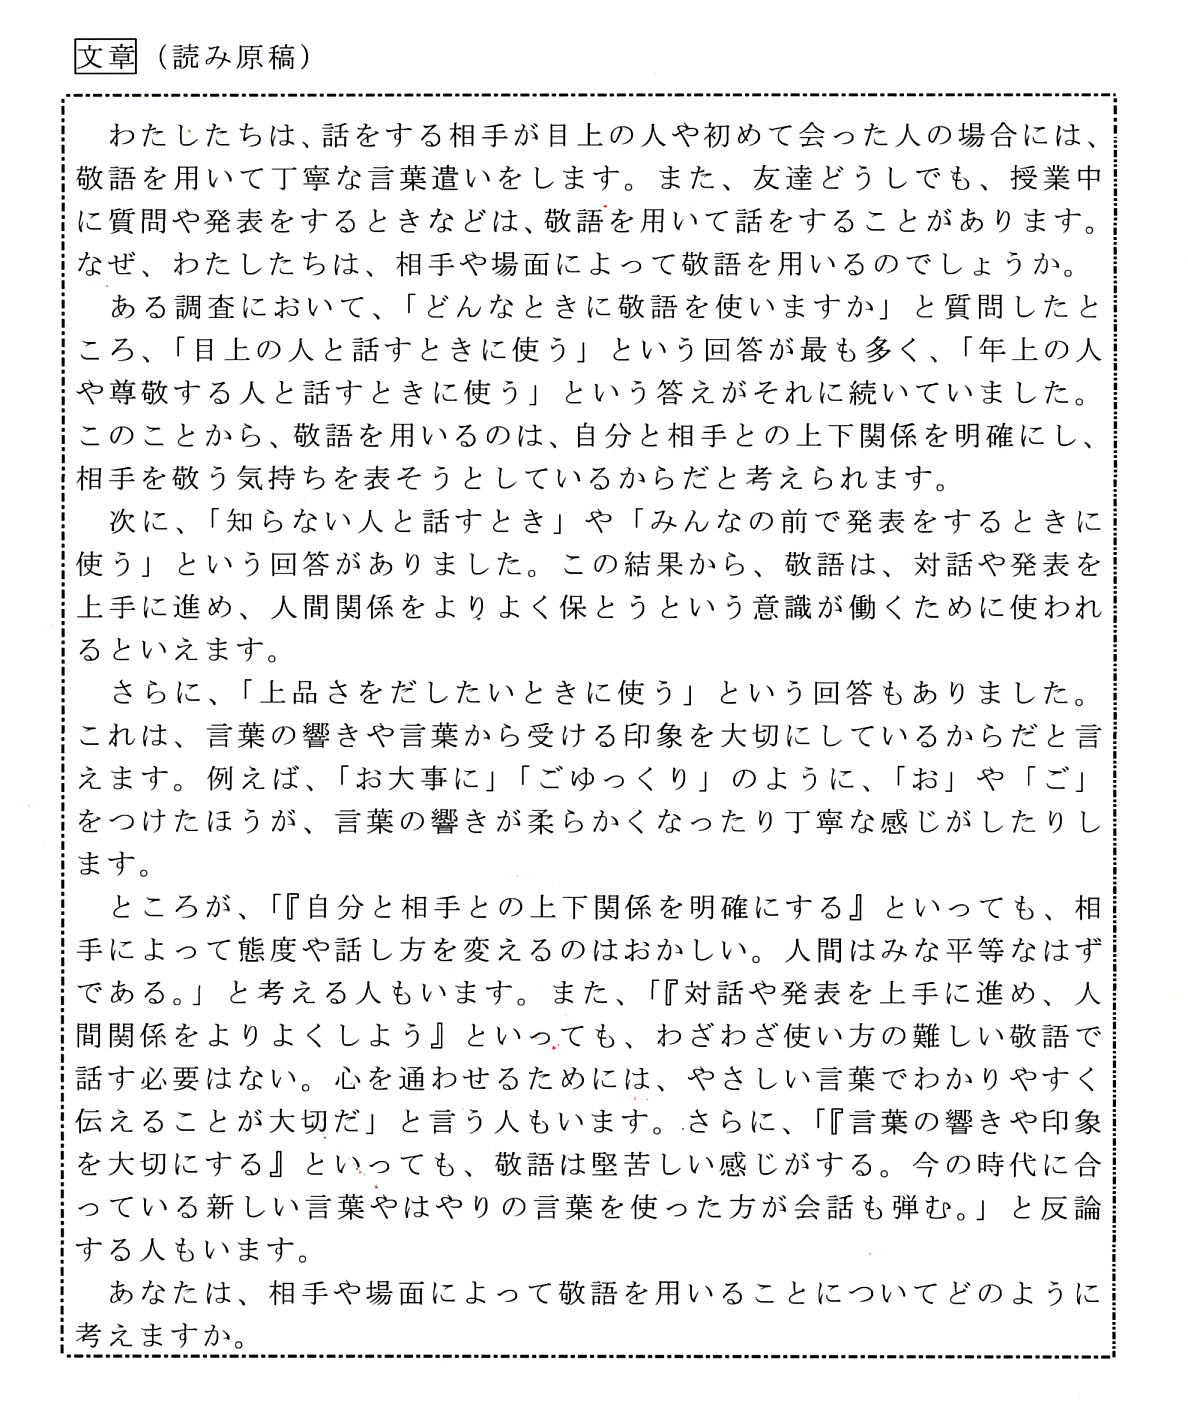 文章（読み原稿）
わたしたちは、話をする相手が目上の人や初めて会った人の場合には、
敬語を用いて丁寧な言葉遣いをします。また、友達どうしでも、授業中
に質問や発表をするときなどは、敬語を用いて話をすることがあります。
なぜ、わたしたちは、相手や場面によって敬語を用いるのでしょうか。
ある調査において、「どんなときに敬語を使いますか」と質問したと
ころ、「目上の人と話すときに使う」という回答が最も多く、「年上の人
や尊敬する人と話すときに使う」という答えがそれに続いていました。
このことから、敬語を用いるのは、自分と相手との上下関係を明確にし、
相手を敬う気持ちを表そうとしているからだと考えられます。
次に、「知らない人と話すとき」や「みんなの前で発表をするときに
使う」という回答がありました。この結果から、敬語は、対話や発表を
上手に進め、人間関係をよりよく保とうという意識が働くために使われ
るといえます。
さらに、「上品さをだしたいときに使う」という回答もありました。
これは、言葉の響きや言葉から受ける印象を大切にしているからだと言
えます。例えば、「お大事に」「ごゆっくり」のように、「お」や「ご」
をつけたほうが、言葉の響きが柔らかくなったり丁寧な感じがしたりし
ます。
ところが、「『自分と相手との上下関係を明確にする』といっても、相
手によって態度や話し方を変えるのはおかしい。人間はみな平等なはず
である。」と考える人もいます。また、「『対話や発表を上手に進め、人
間関係をよりよくしよう』といっても、わざわざ使い方の難しい敬語で
話す必要はない。心を通わせるためには、やさしい言葉でわかりやすく
伝えることが大切だ」と言う人もいます。さらに、「『言葉の響きや印象
を大切にする』といっても、敬語は堅苦しい感じがする。今の時代に合
っている新しい言葉やはやりの言葉を使った方が会話も弾む。」と反論
する人もいます。
あなたは、相手や場面によって敬語を用いることについてどのように
考えますか。